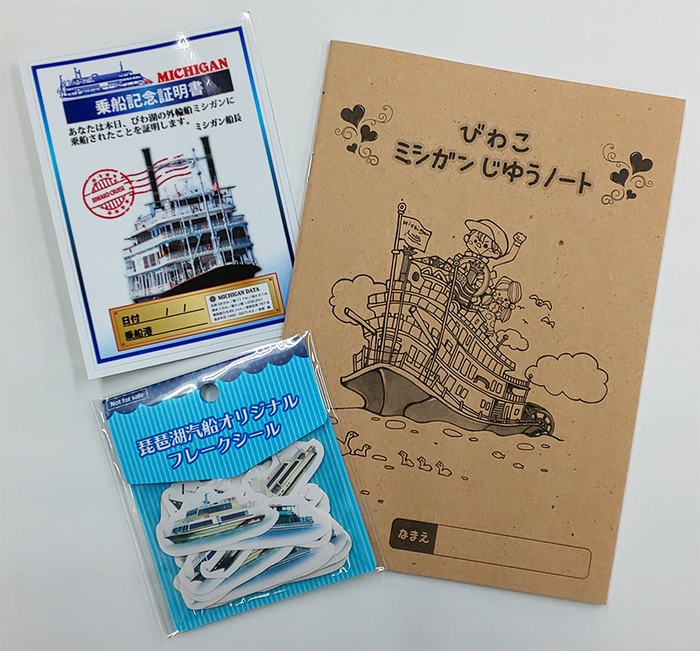 MICHIGAN
乗船記念証明書
あなたは本日、びわ湖の外輪船ミシガンに
乗船されたことを証明します。 ミシガン船長
BIWAKO CRUISE
MICHIGAN DATA
日付 / /
乗船港
びわこ
ミシガンじゆうノート
なまえ
Not for sale
琵琶湖汽船オリジナル
フレークシール